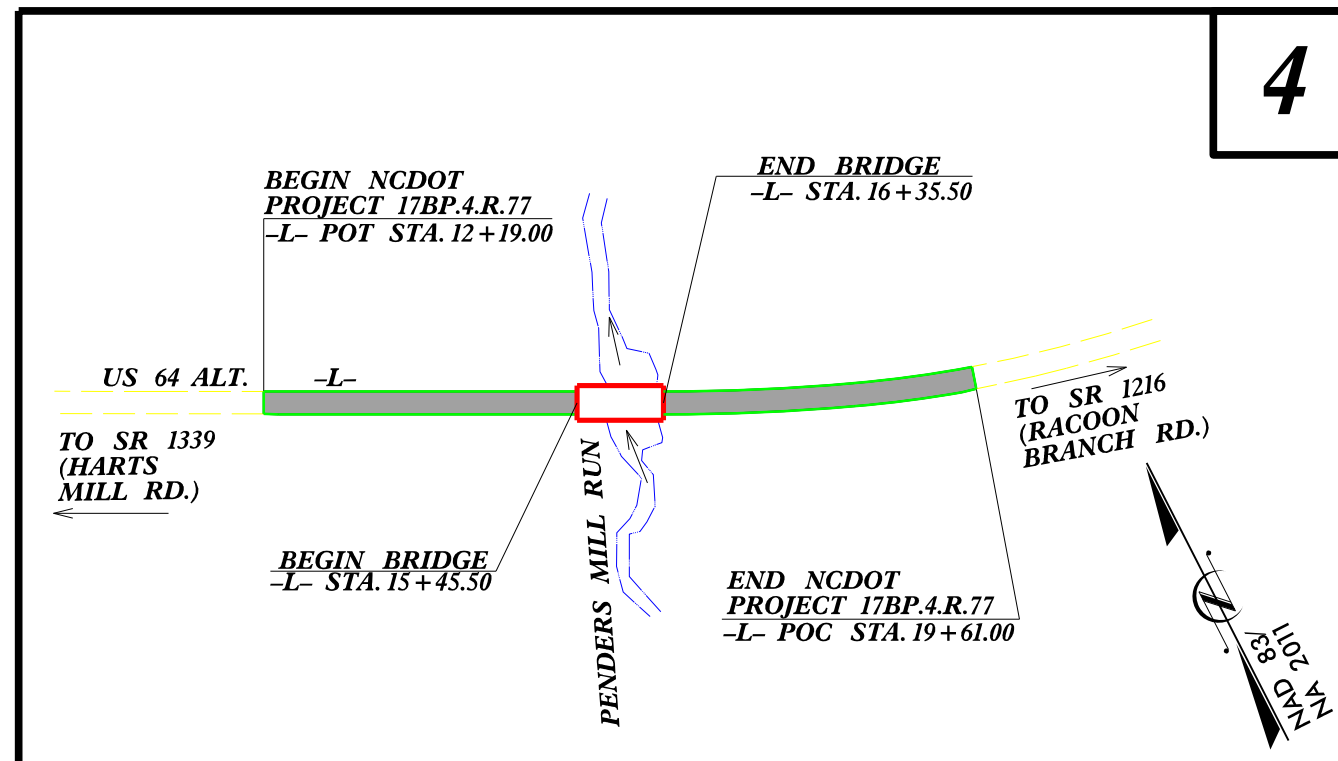 4
BEGIN NCDOT
PROJECT 17BP.4.R.77
–L– POT STA. 12+19.00
END BRIDGE
–L– STA. 16+35.50
US 64 ALT.
–L–
TO SR 1339
(HARTS
MILL RD.)
TO SR 1216
(RACOON
BRANCH RD.)
BEGIN BRIDGE
–L– STA. 15+45.50
PENDERS MILL RUN
END NCDOT
PROJECT 17BP.4.R.77
–L– POC STA. 19+61.00
N
NAD 83/
NA 2011